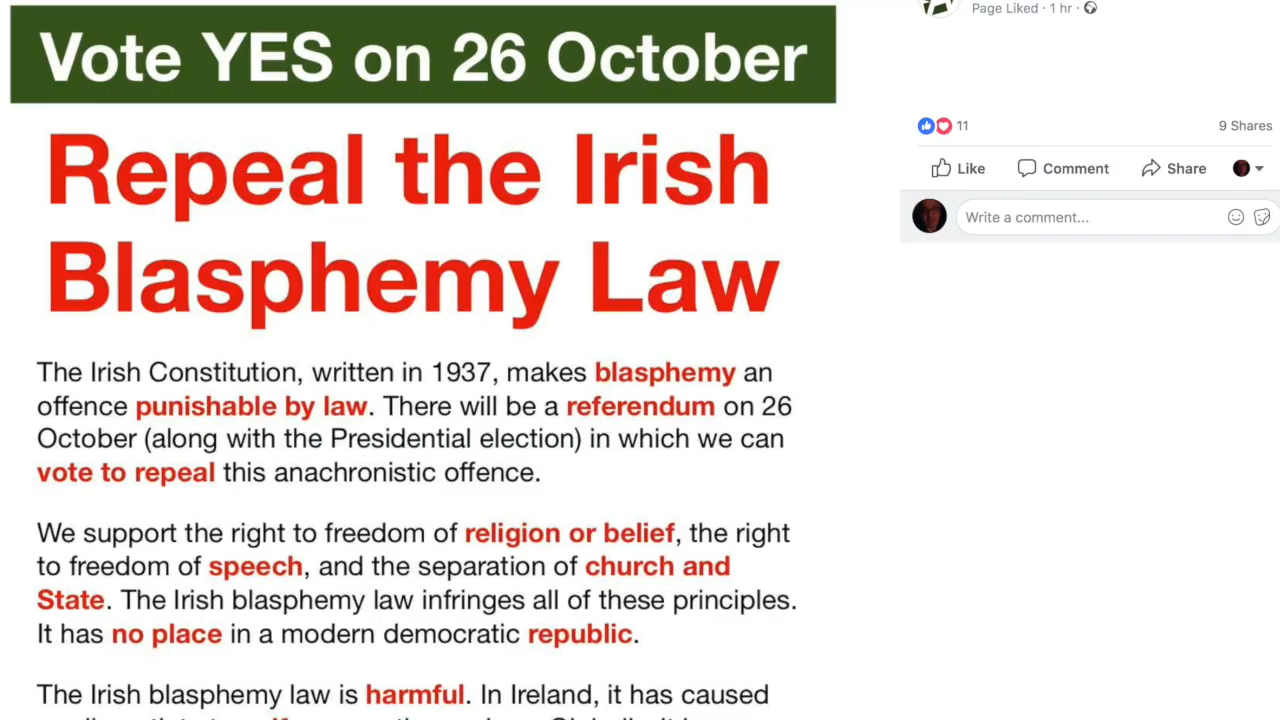 Vote YES on 26 October
Repeal the Irish
Blasphemy Law
The Irish Constitution, written in 1937, makes blasphemy an
offence punishable by law. There will be a referendum on 26
October (along with the Presidential election) in which we can
vote to repeal this anachronistic offence.
We support the right to freedom of religion or belief, the right
to freedom of speech, and the separation of church and
State. The Irish blasphemy law infringes all of these principles.
It has no place in a modern democratic republic.
The Irish blasphemy law is harmful. In Ireland, it has caused
Page Liked · 1 hr ·
11
9 Shares
Like Comment Share
Write a comment...